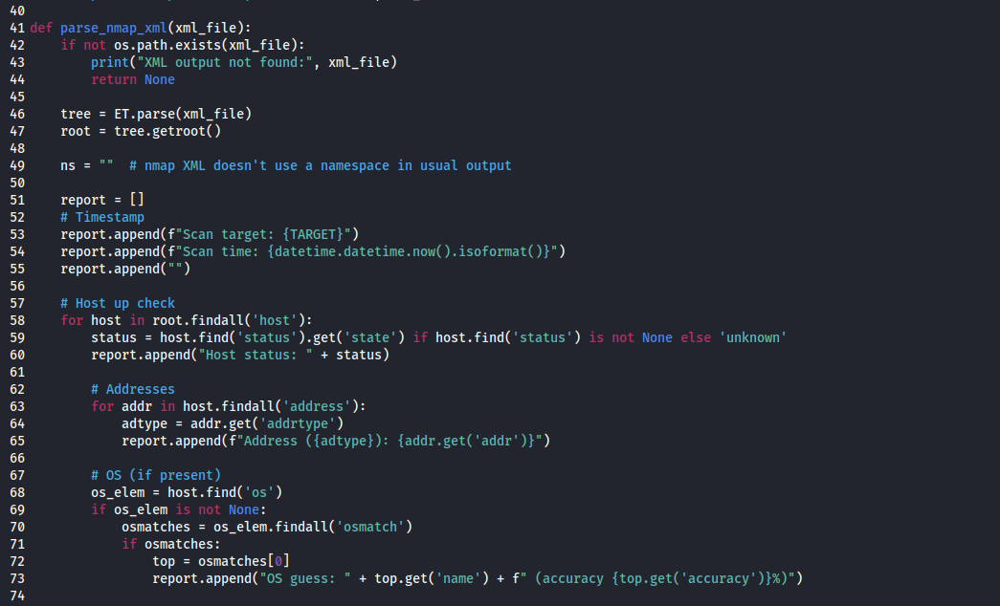 40
41 def parse_nmap_xml(xml_file):
42     if not os.path.exists(xml_file):
43         print("XML output not found:", xml_file)
44         return None
45
46     tree = ET.parse(xml_file)
47     root = tree.getroot()
48
49     ns = ""  # nmap XML doesn't use a namespace in usual output
50
51     report = []
52     # Timestamp
53     report.append(f"Scan target: {TARGET}")
54     report.append(f"Scan time: {datetime.datetime.now().isoformat()}")
55     report.append("")
56
57     # Host up check
58     for host in root.findall('host'):
59         status = host.find('status').get('state') if host.find('status') is not None else 'unknown'
60         report.append("Host status: " + status)
61
62         # Addresses
63         for addr in host.findall('address'):
64             adtype = addr.get('addrtype')
65             report.append(f"Address ({adtype}): {addr.get('addr')}")
66
67         # OS (if present)
68         os_elem = host.find('os')
69         if os_elem is not None:
70             osmatches = os_elem.findall('osmatch')
71             if osmatches:
72                 top = osmatches[0]
73                 report.append("OS guess: " + top.get('name') + f" (accuracy {top.get('accuracy')}%)")
74